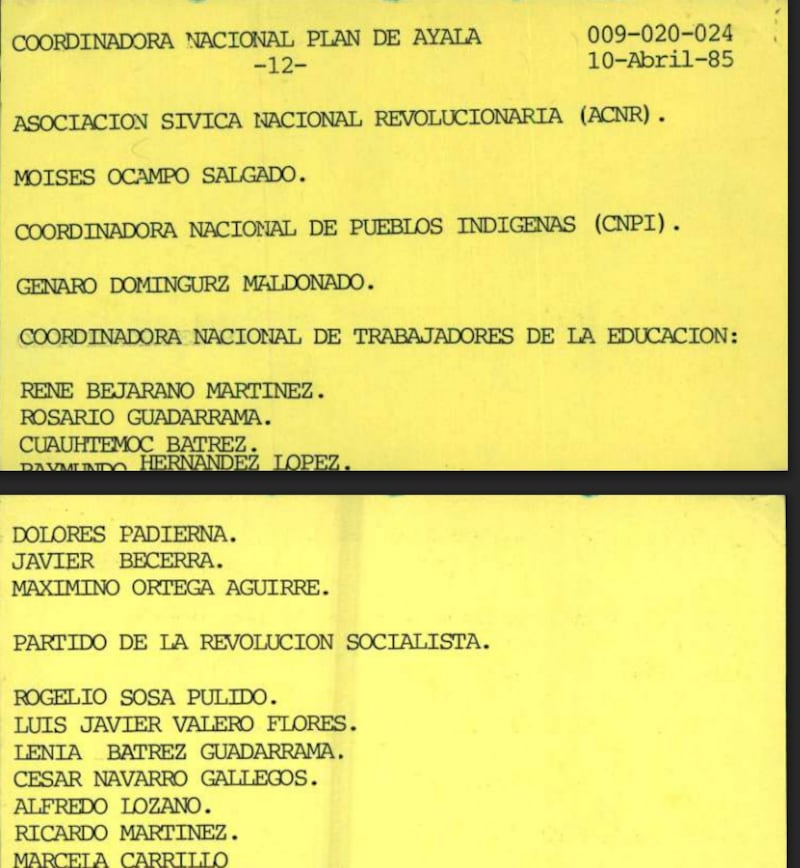 COORDINADORA NACIONAL PLAN DE AYALA 009-020-024
-12- 10-Abril-85
ASOCIACION SIVICA NACIONAL REVOLUCIONARIA (ACNR).
MOISES OCAMPO SALGADO.
COORDINADORA NACIONAL DE PUEBLOS INDIGENAS (CNPI).
GENARO DOMINGURZ MALDONADO.
COORDINADORA NACIONAL DE TRABAJADORES DE LA EDUCACION:
RENE BEJARANO MARTINEZ.
ROSARIO GUADARRAMA.
CUAUHTEMOC BATREZ.
RAYMUNDO HERNANDEZ LOPEZ.
DOLORES PADIERNA.
JAVIER BECERRA.
MAXIMINO ORTEGA AGUIRRE.
PARTIDO DE LA REVOLUCION SOCIALISTA.
ROGELIO SOSA PULIDO.
LUIS JAVIER VALERO FLORES.
LENIA BATREZ GUADARRAMA.
CESAR NAVARRO GALLEGOS.
ALFREDO LOZANO.
RICARDO MARTINEZ.
MARCELA CARRILLO